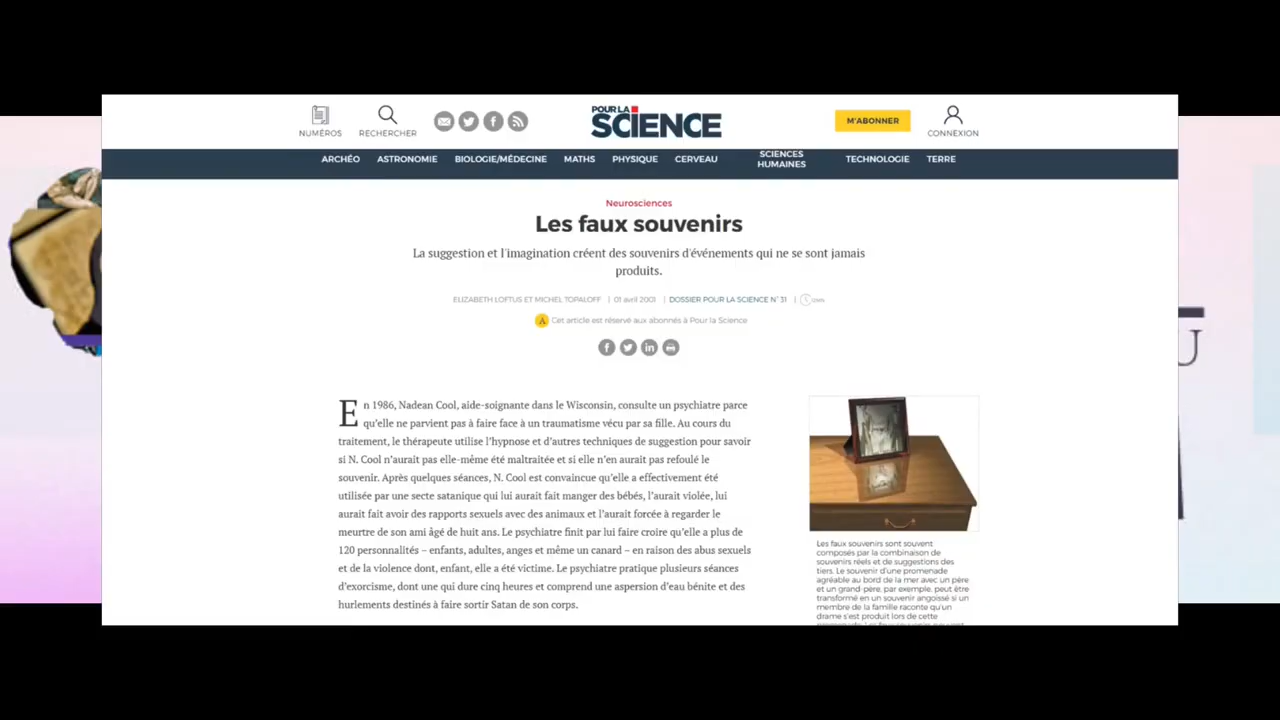 POUR LA
SCIENCE
NUMÉROS
RECHERCHER
M'ABONNER
CONNEXION
ARCHÉO
ASTRONOMIE
BIOLOGIE/MÉDECINE
MATHS
PHYSIQUE
CERVEAU
SCIENCES
HUMAINES
TECHNOLOGIE
TERRE
Neurosciences
Les faux souvenirs
La suggestion et l'imagination créent des souvenirs d'événements qui ne se sont jamais
produits.
ELIZABETH LOFTUS ET MICHEL TOPALOFF | 01 avril 2001 | DOSSIER POUR LA SCIENCE N° 31 |
Cet article est réservé aux abonnés à Pour la Science
En 1986, Nadean Cool, aide-soignante dans le Wisconsin, consulte un psychiatre parce
qu'elle ne parvient pas à faire face à un traumatisme vécu par sa fille. Au cours du
traitement, le thérapeute utilise l'hypnose et d'autres techniques de suggestion pour savoir
si N. Cool n'aurait pas elle-même été maltraitée et si elle n'en aurait pas refoulé le
souvenir. Après quelques séances, N. Cool est convaincue qu'elle a effectivement été
utilisée par une secte satanique qui lui aurait fait manger des bébés, l'aurait violée, lui
aurait fait avoir des rapports sexuels avec des animaux et l'aurait forcée à regarder le
meurtre de son ami âgé de huit ans. Le psychiatre finit par lui faire croire qu'elle a plus de
120 personnalités – enfants, adultes, anges et même un canard – en raison des abus sexuels
et de la violence dont, enfant, elle a été victime. Le psychiatre pratique plusieurs séances
d'exorcisme, dont une qui dure cinq heures et comprend une aspersion d'eau bénite et des
hurlements destinés à faire sortir Satan de son corps.
Les faux souvenirs sont souvent
composés par la combinaison de
souvenirs réels et de suggestions des
tiers. Le souvenir d'une promenade
agréable au bord de la mer avec un père
et un grand-père, par exemple, peut être
transformé en un souvenir angoissé si un
membre de la famille raconte qu'un
drame s'est produit lors de cette
U